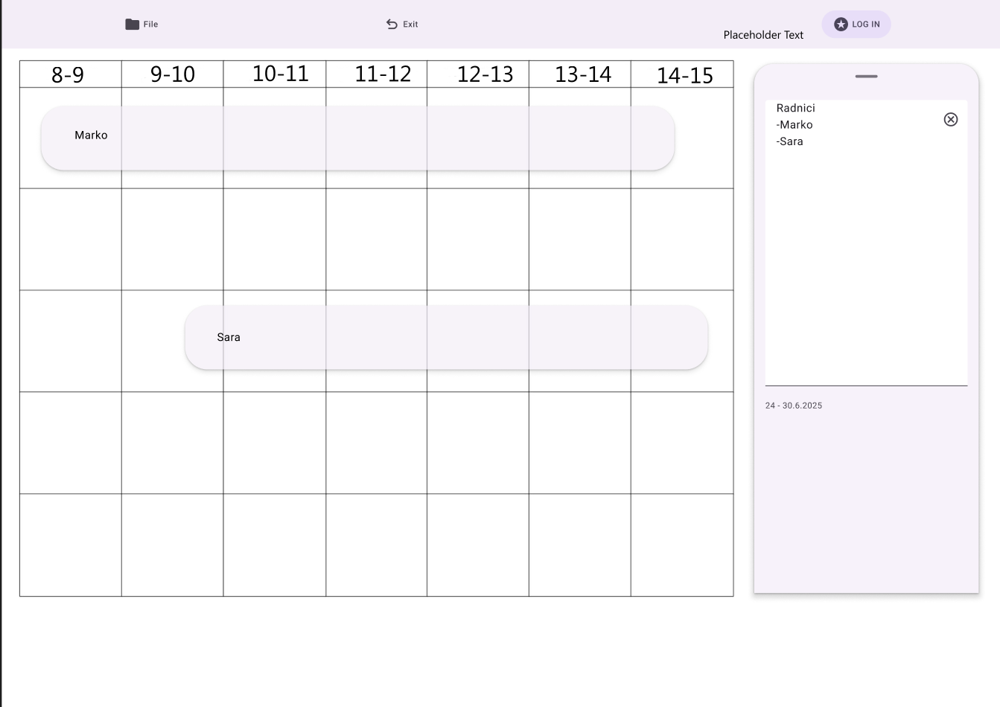 File
Exit
Placeholder Text
LOG IN
8-9
9-10
10-11
11-12
12-13
13-14
14-15
Marko
Sara
Radnici
-Marko
-Sara
24 - 30.6.2025